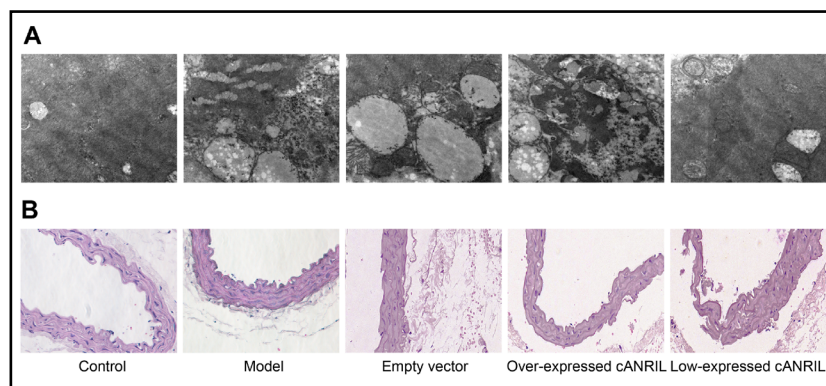 A
B
Control Model Empty vector Over-expressed cANRIL Low-expressed cANRIL